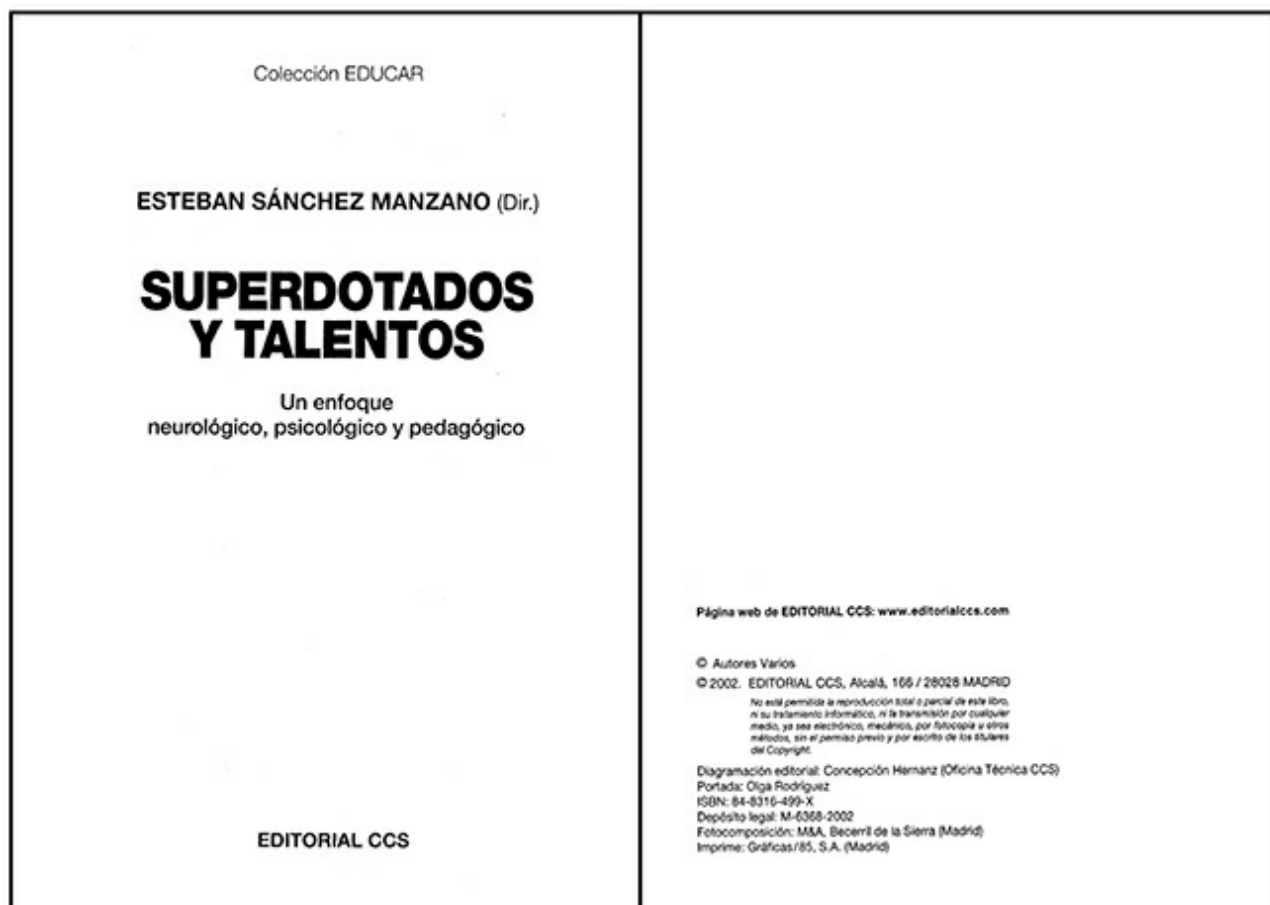 Colección EDUCAR
ESTEBAN SÁNCHEZ MANZANO (Dir.)
SUPERDOTADOS
Y TALENTOS
Un enfoque
neurológico, psicológico y pedagógico
EDITORIAL CCS
Página web de EDITORIAL CCS: www.editorialccs.com
© Autores Varios
© 2002. EDITORIAL CCS, Alcalá, 166 / 28028 MADRID
No está permitida la reproducción total o parcial de este libro,
ni su tratamiento informático, ni la transmisión por cualquier
medio, ya sea electrónico, mecánico, por fotocopia u otros
métodos, sin el permiso previo y por escrito de los titulares
del Copyright.
Diagramación editorial: Concepción Hernanz (Oficina Técnica CCS)
Portada: Olga Rodríguez
ISBN: 84-8316-499-X
Depósito legal: M-6368-2002
Fotocomposición: M&A, Becerril de la Sierra (Madrid)
Imprime: Gráficas/85, S.A. (Madrid)